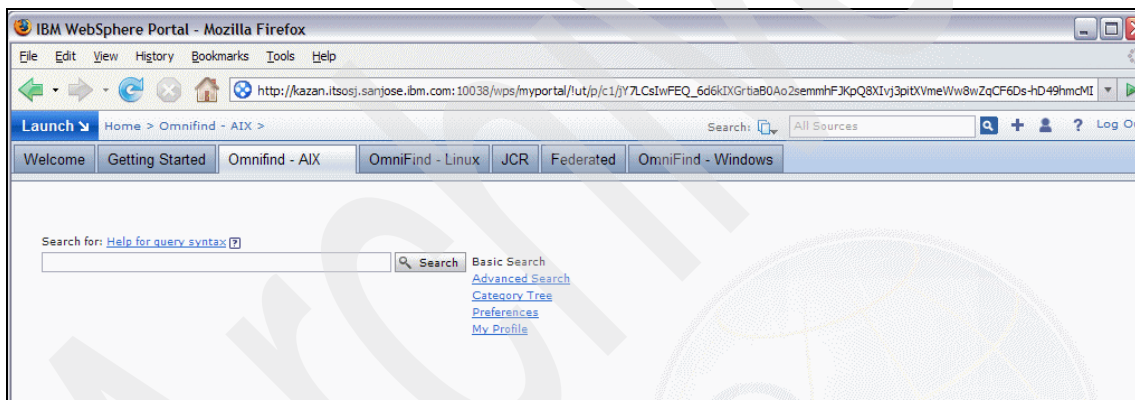 IBM WebSphere Portal - Mozilla Firefox
File Edit View History Bookmarks Tools Help
http://kazan.itsosj.sanjose.ibm.com:10038/wps/myportal/!ut/p/c1/jY7LCsIwFEQ_6d6kIXGrtiaB0Ao2semmhFJKpQ8XIvj3pitXVmeWw8wZqCF6Ds-hD49hmcMI
Launch Home > Omnifind - AIX > Search: All Sources ? Log O
Welcome Getting Started Omnifind - AIX OmniFind - Linux JCR Federated OmniFind - Windows
Search for: Help for query syntax ?
Search Basic Search
Advanced Search
Category Tree
Preferences
My Profile